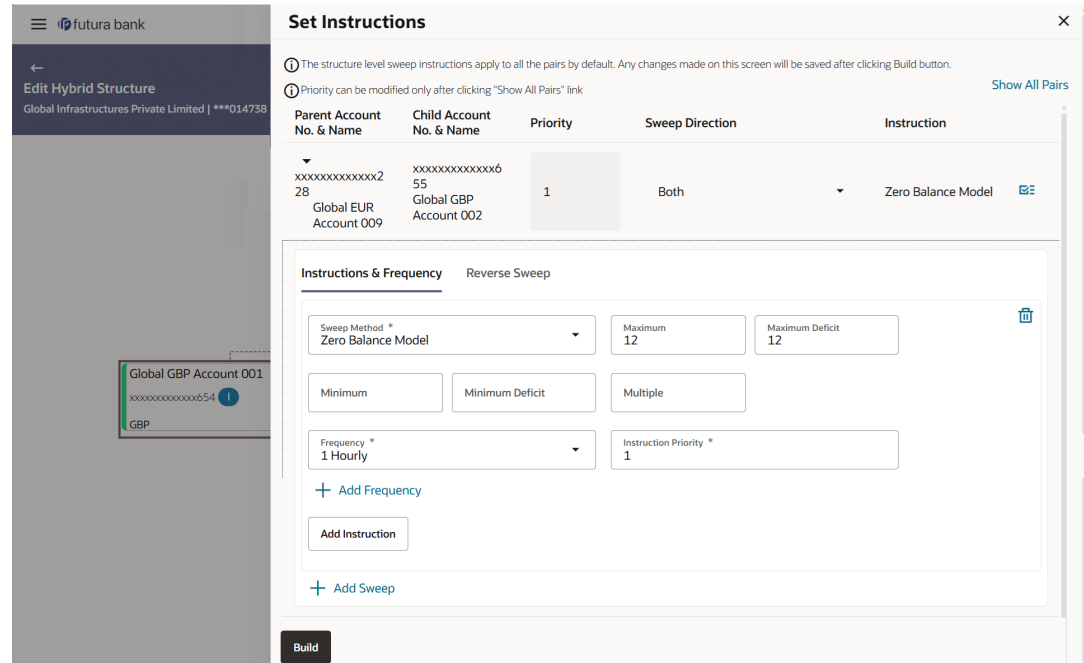 futura bank
←
Edit Hybrid Structure
Global Infrastructures Private Limited | ***014738
Global GBP Account 001
xxxxxxxxxxxxx654 I
GBP
Set Instructions
The structure level sweep instructions apply to all the pairs by default. Any changes made on this screen will be saved after clicking Build button.
Priority can be modified only after clicking "Show All Pairs" link
Show All Pairs
Parent Account No. & Name
Child Account No. & Name
Priority
Sweep Direction
Instruction
xxxxxxxxxxxxx2
28
Global EUR
Account 009
xxxxxxxxxxxxx6
55
Global GBP
Account 002
1
Both
Zero Balance Model
Instructions & Frequency
Reverse Sweep
Sweep Method *
Zero Balance Model
Maximum
12
Maximum Deficit
12
Minimum
Minimum Deficit
Multiple
Frequency *
1 Hourly
Instruction Priority *
1
+ Add Frequency
Add Instruction
+ Add Sweep
Build